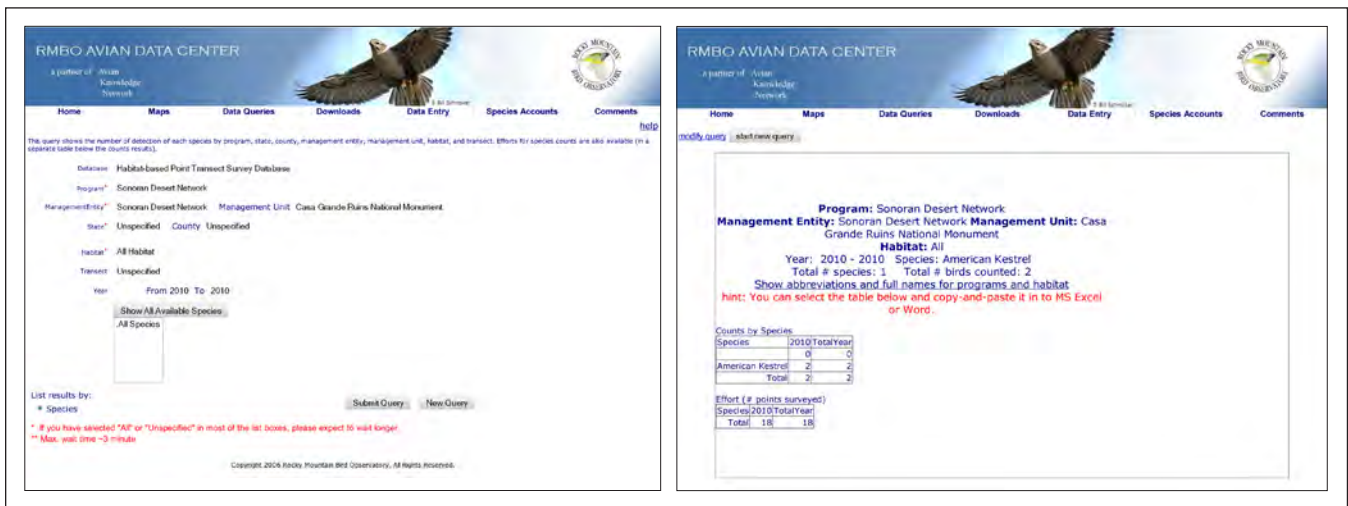 RMBO AVIAN DATA CENTER
a partner of Avian
Knowledge
Network
ROCKY MOUNTAIN
BIRD OBSERVATORY
© Bill Schmoker
Home Maps Data Queries Downloads Data Entry Species Accounts Comments
help
This query shows the number of detection of each species by program, state, county, management entity, management unit, habitat, and transect. Efforts for species counts are also available (in a
separate table below the counts results).
Database Habitat-based Point Transect Survey Database
Program* Sonoran Desert Network
ManagementEntity* Sonoran Desert Network Management Unit Casa Grande Ruins National Monument
State* Unspecified County Unspecified
Habitat* All Habitat
Transect Unspecified
Year From 2010 To 2010
Show All Available Species
All Species
List results by:
Species
Submit Query New Query
* If you have selected "All" or "Unspecified" in most of the list boxes, please expect to wait longer.
** Max. wait time ~3 minute
Copyright 2006 Rocky Mountain Bird Observatory, All Rights Reserved.
RMBO AVIAN DATA CENTER
a partner of Avian
Knowledge
Network
ROCKY MOUNTAIN
BIRD OBSERVATORY
© Bill Schmoker
Home Maps Data Queries Downloads Data Entry Species Accounts Comments
modify query start new query
Program: Sonoran Desert Network
Management Entity: Sonoran Desert Network Management Unit: Casa
Grande Ruins National Monument
Habitat: All
Year: 2010 - 2010 Species: American Kestrel
Total # species: 1 Total # birds counted: 2
Show abbreviations and full names for programs and habitat
hint: You can select the table below and copy-and-paste it in to MS Excel
or Word.
Counts by Species
Species 2010 TotalYear
0 0
American Kestrel 2 2
Total 2 2
Effort (# points surveyed)
Species 2010 TotalYear
Total 18 18